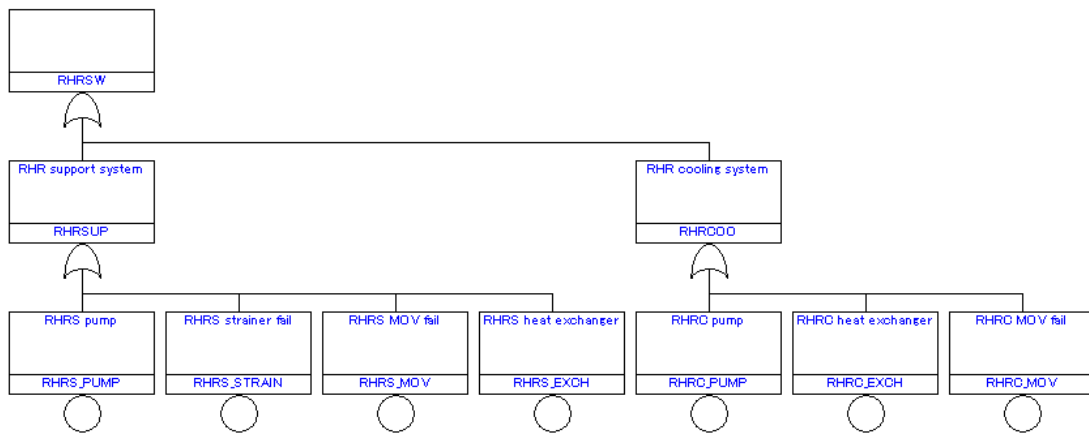 RHRSW
RHR support system
RHRSUP
RHR cooling system
RHRCOO
RHRS pump
RHRS_PUMP
RHRS strainer fail
RHRS_STRAIN
RHRS MOV fail
RHRS_MOV
RHRS heat exchanger
RHRS_EXCH
RHRC pump
RHRC_PUMP
RHRC heat exchanger
RHRC_EXCH
RHRC MOV fail
RHRC_MOV